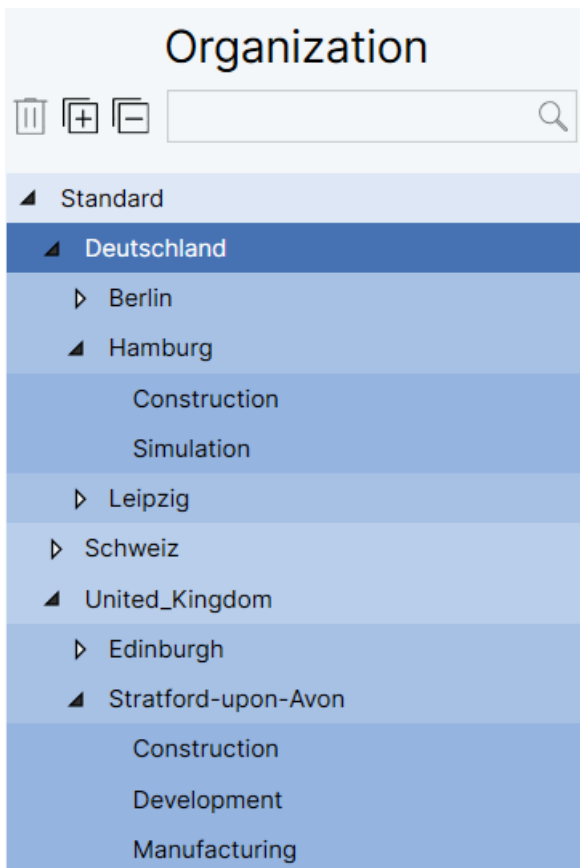 Organization
Standard
Deutschland
Berlin
Hamburg
Construction
Simulation
Leipzig
Schweiz
United_Kingdom
Edinburgh
Stratford-upon-Avon
Construction
Development
Manufacturing